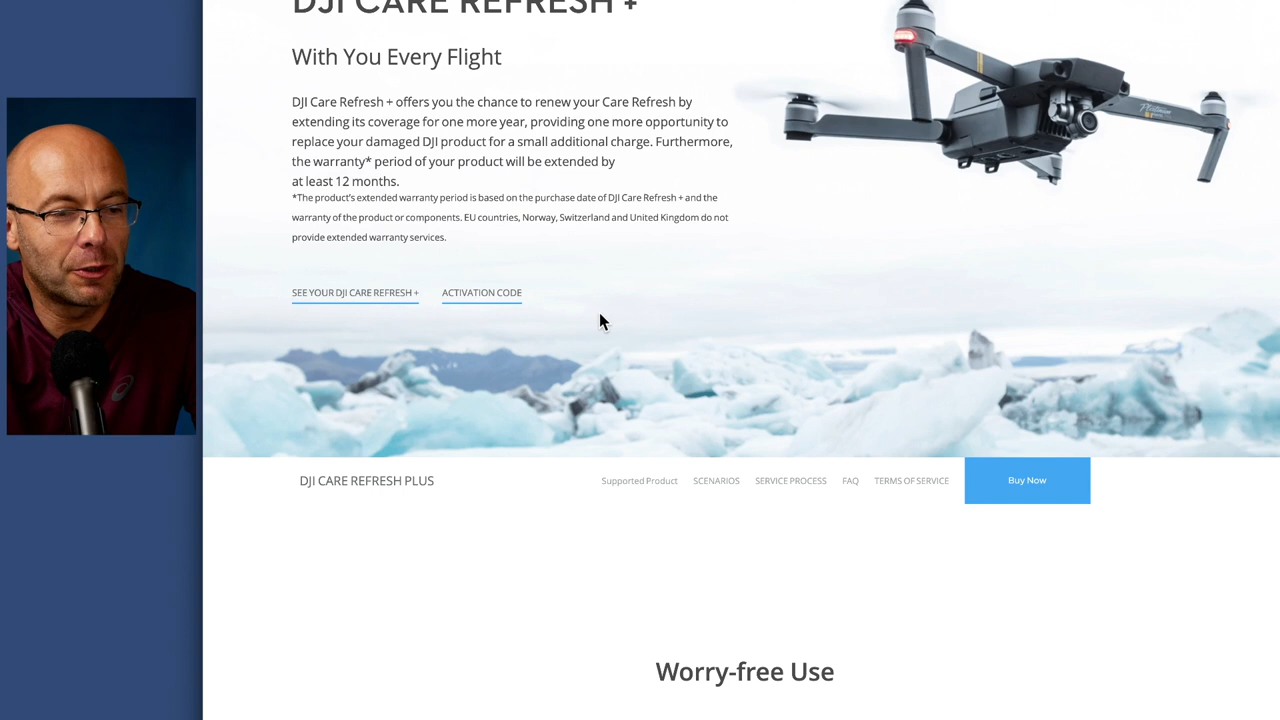 DJI CARE REFRESH +
With You Every Flight
DJI Care Refresh + offers you the chance to renew your Care Refresh by
extending its coverage for one more year, providing one more opportunity to
replace your damaged DJI product for a small additional charge. Furthermore,
the warranty* period of your product will be extended by
at least 12 months.
*The product's extended warranty period is based on the purchase date of DJI Care Refresh + and the
warranty of the product or components. EU countries, Norway, Switzerland and United Kingdom do not
provide extended warranty services.
SEE YOUR DJI CARE REFRESH + ACTIVATION CODE
Platinum
DJI CARE REFRESH PLUS Supported Product SCENARIOS SERVICE PROCESS FAQ TERMS OF SERVICE Buy Now
Worry-free Use